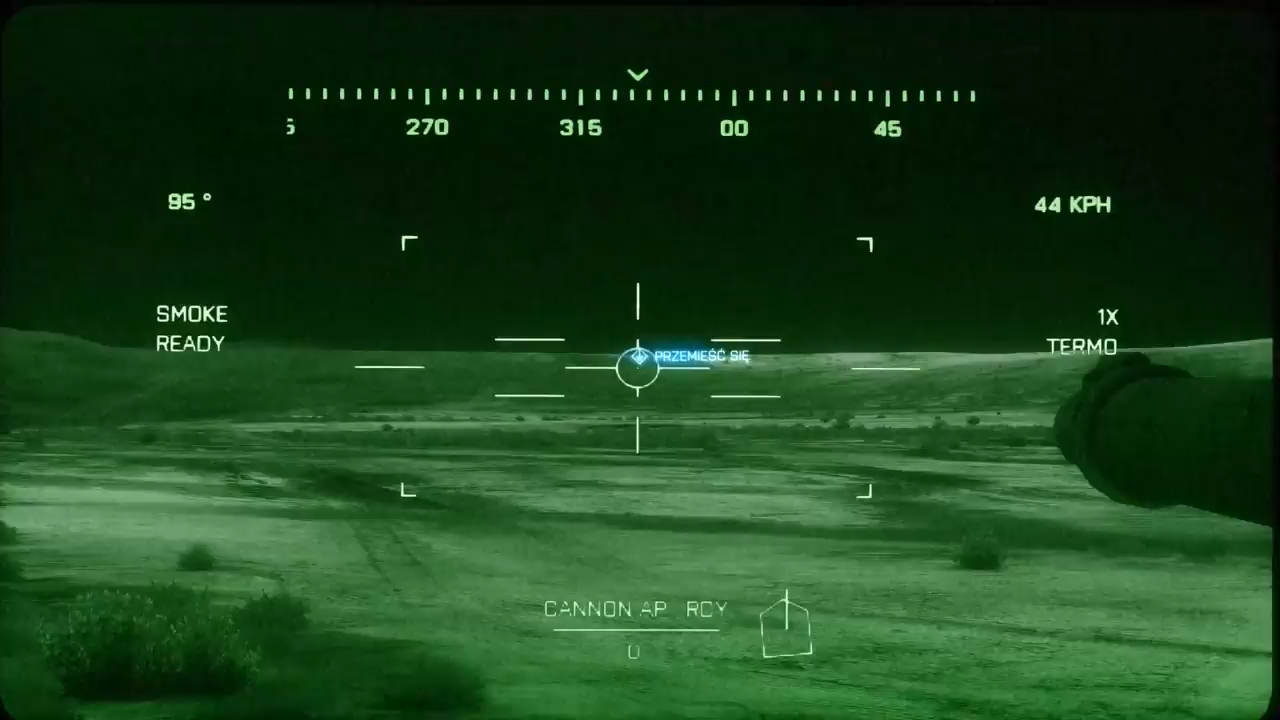 270 315 00 45
95 °
44 KPH
SMOKE
READY
1X
TERMO
PRZEMIEŚĆ SIĘ
CANNON AP RDY
0